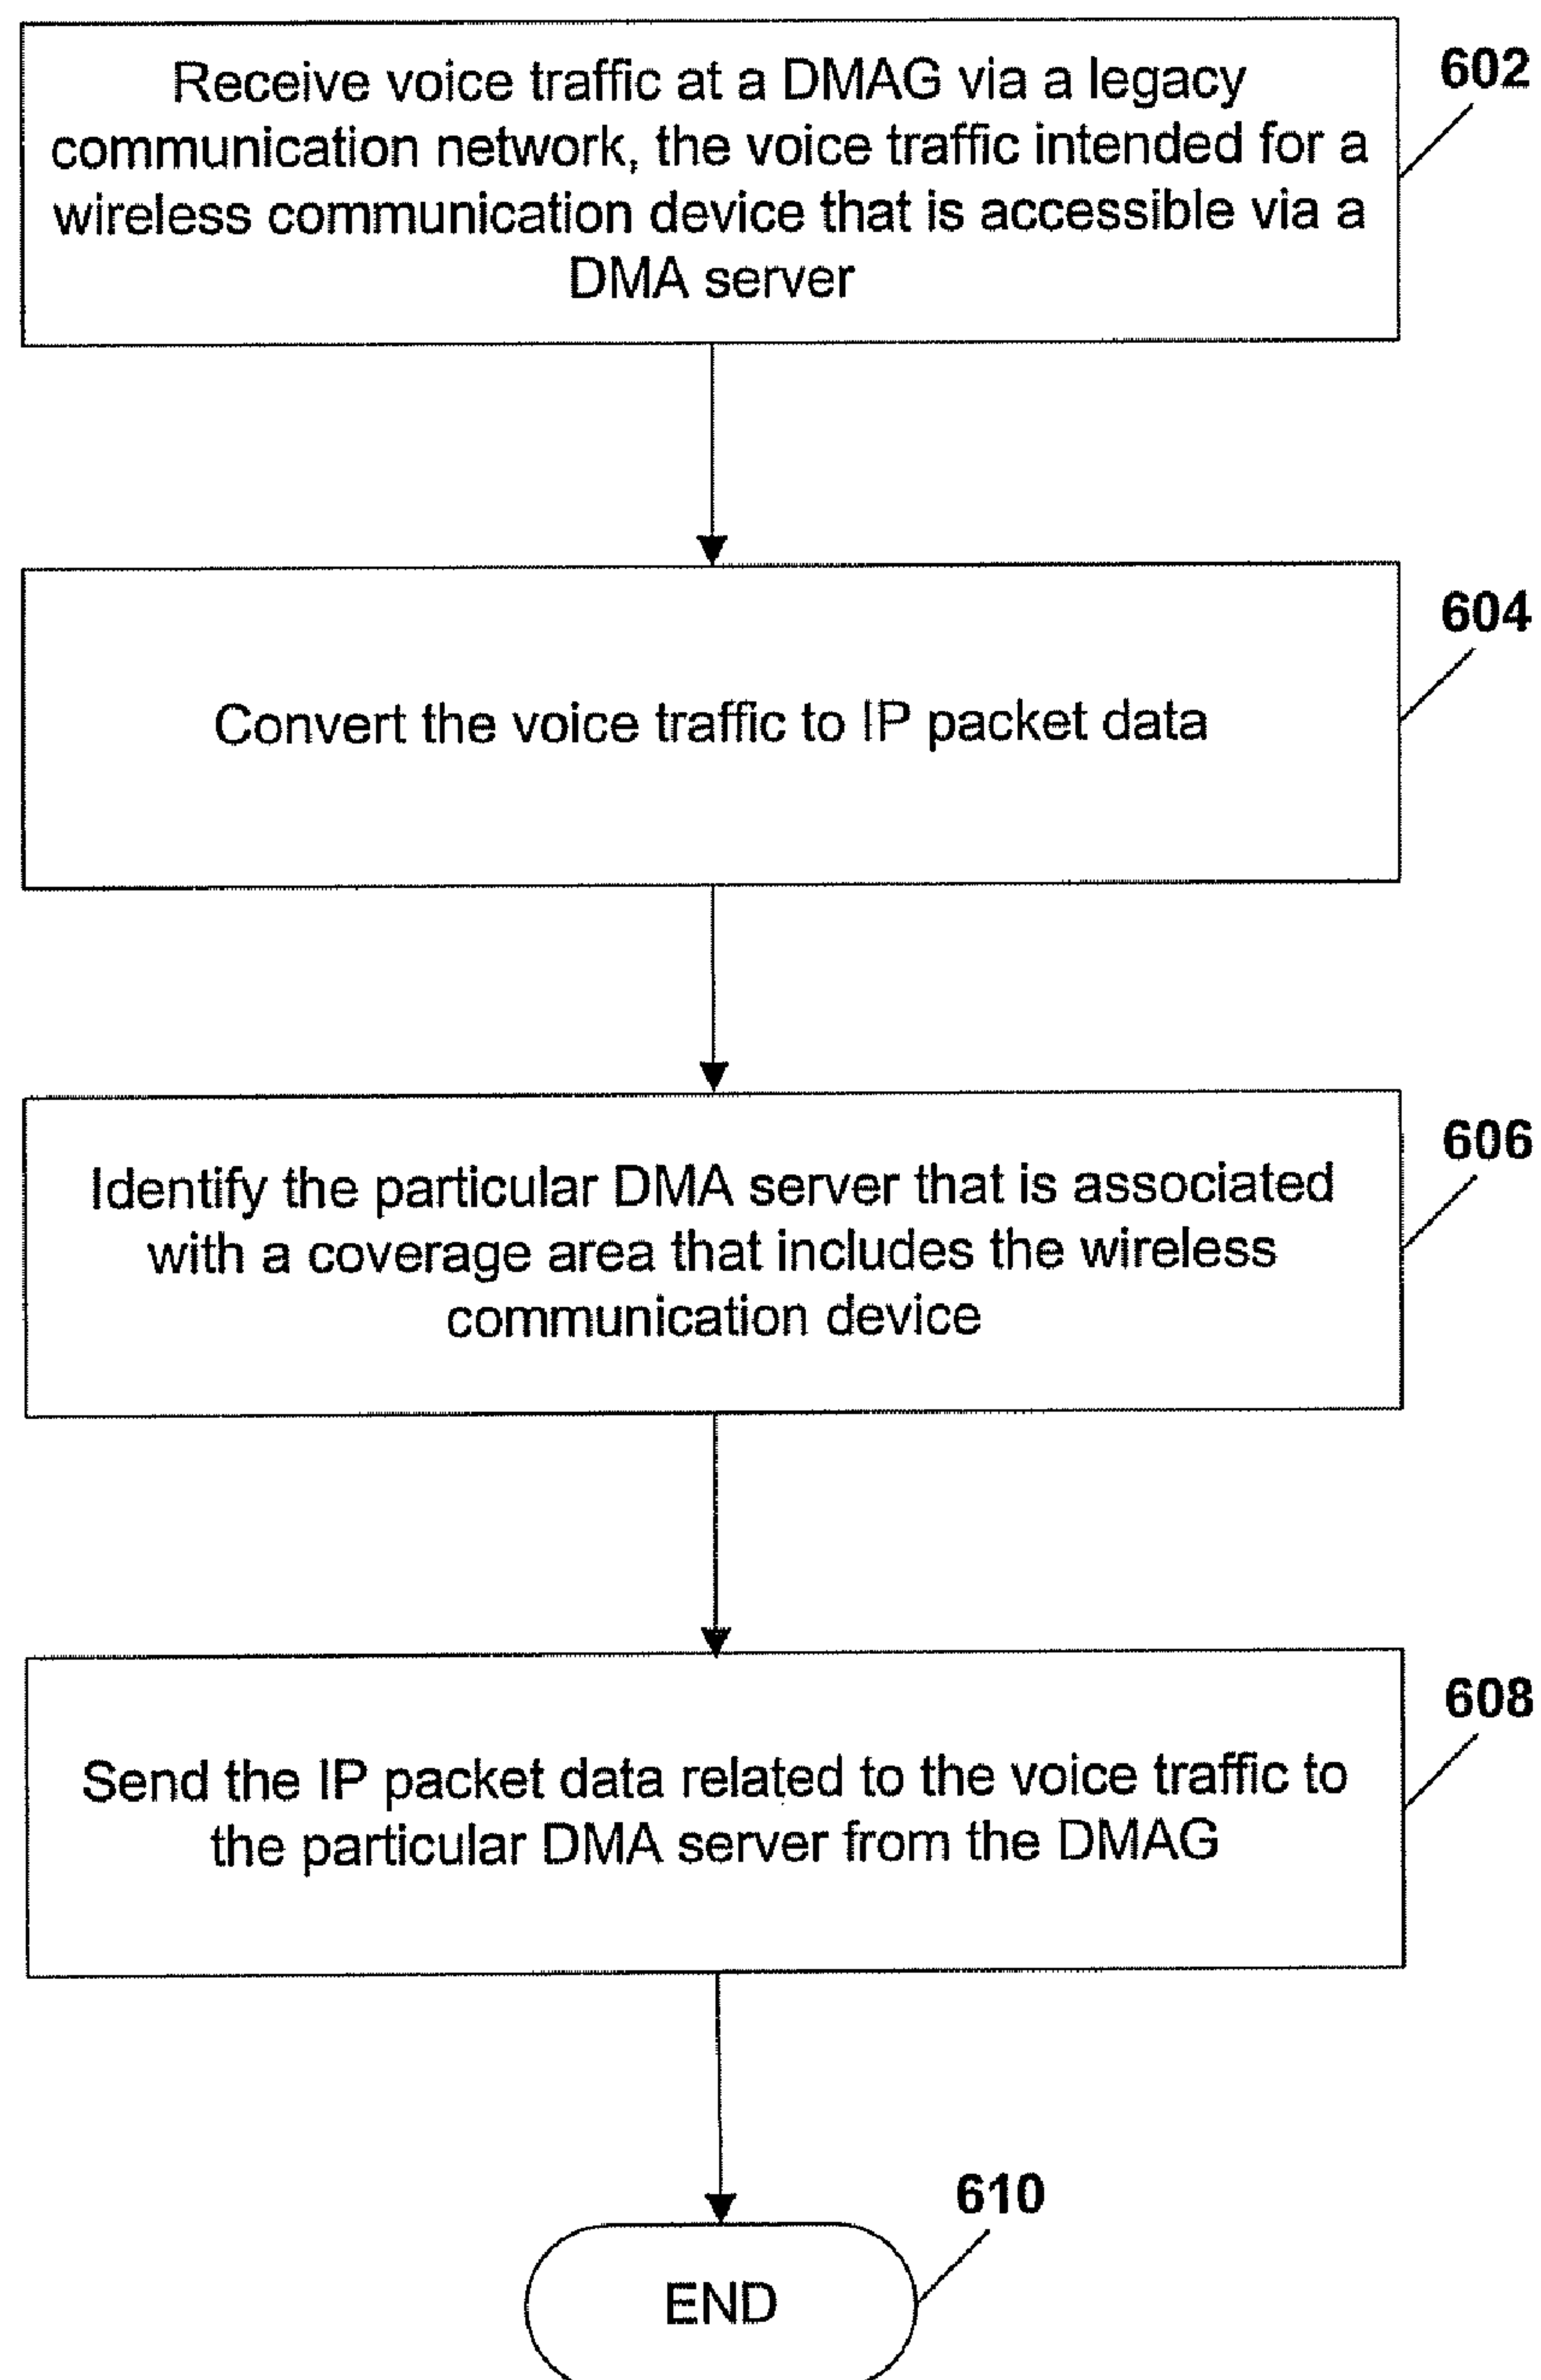 Receive voice traffic at a DMAG via a legacy
communication network, the voice traffic intended for a
wireless communication device that is accessible via a
DMA server
602
Convert the voice traffic to IP packet data
604
Identify the particular DMA server that is associated
with a coverage area that includes the wireless
communication device
606
Send the IP packet data related to the voice traffic to
the particular DMA server from the DMAG
608
END
610